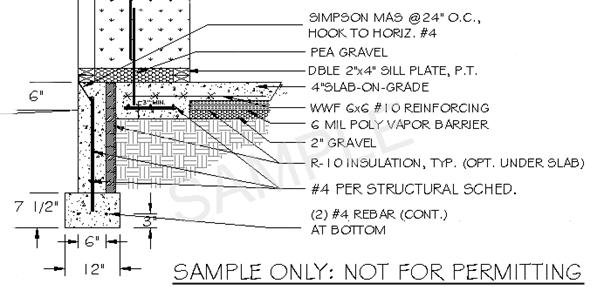 SIMPSON MAS @24" O.C.,
HOOK TO HORIZ. #4
PEA GRAVEL
DBLE 2"x4" SILL PLATE, P.T.
4"SLAB-ON-GRADE
6"
3" MIN.
WWF 6x6 #10 REINFORCING
6 MIL POLY VAPOR BARRIER
2" GRAVEL
R-10 INSULATION, TYP. (OPT. UNDER SLAB)
#4 PER STRUCTURAL SCHED.
7 1/2"
3"
(2) #4 REBAR (CONT.)
AT BOTTOM
6"
12"
SAMPLE ONLY: NOT FOR PERMITTING
SAMPLE